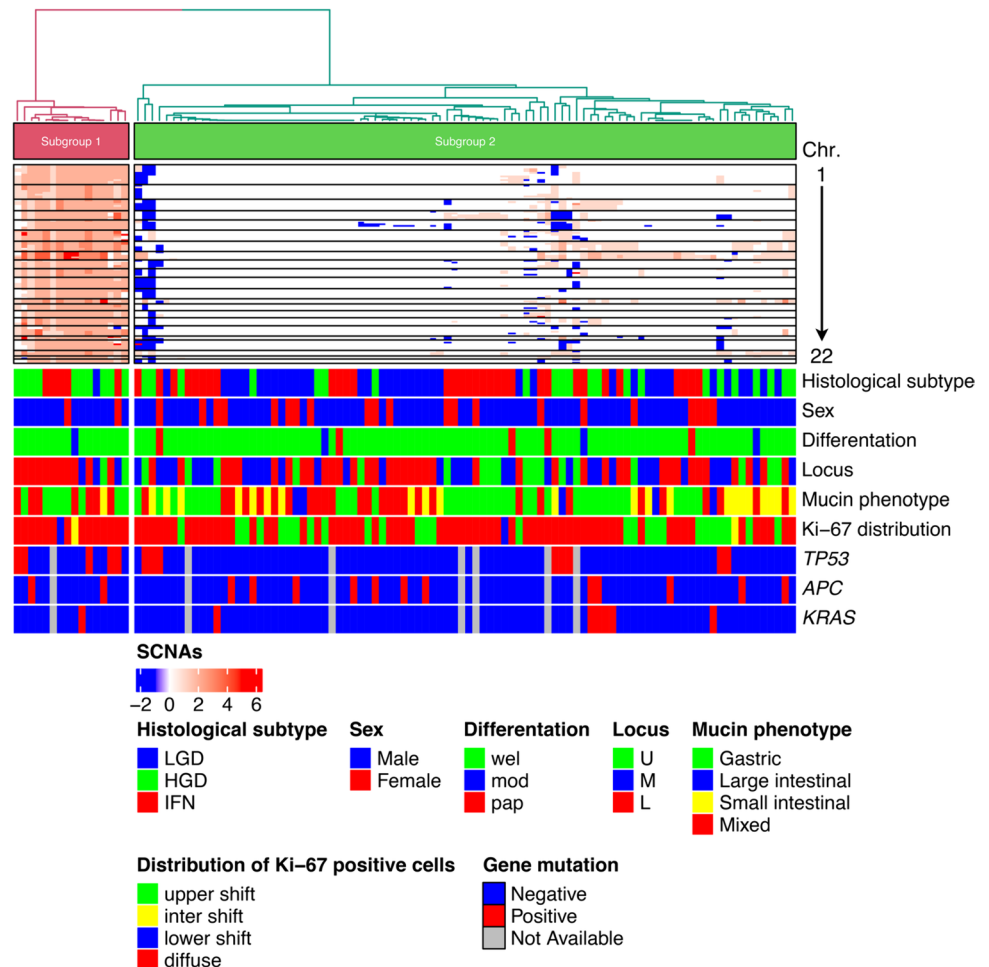 Subgroup 1
Subgroup 2
Chr.
1
22
Histological subtype
Sex
Differentation
Locus
Mucin phenotype
Ki−67 distribution
TP53
APC
KRAS
SCNAs
−2 0 2 4 6
Histological subtype
LGD
HGD
IFN
Sex
Male
Female
Differentation
wel
mod
pap
Locus
U
M
L
Mucin phenotype
Gastric
Large intestinal
Small intestinal
Mixed
Distribution of Ki−67 positive cells
upper shift
inter shift
lower shift
diffuse
Gene mutation
Negative
Positive
Not Available